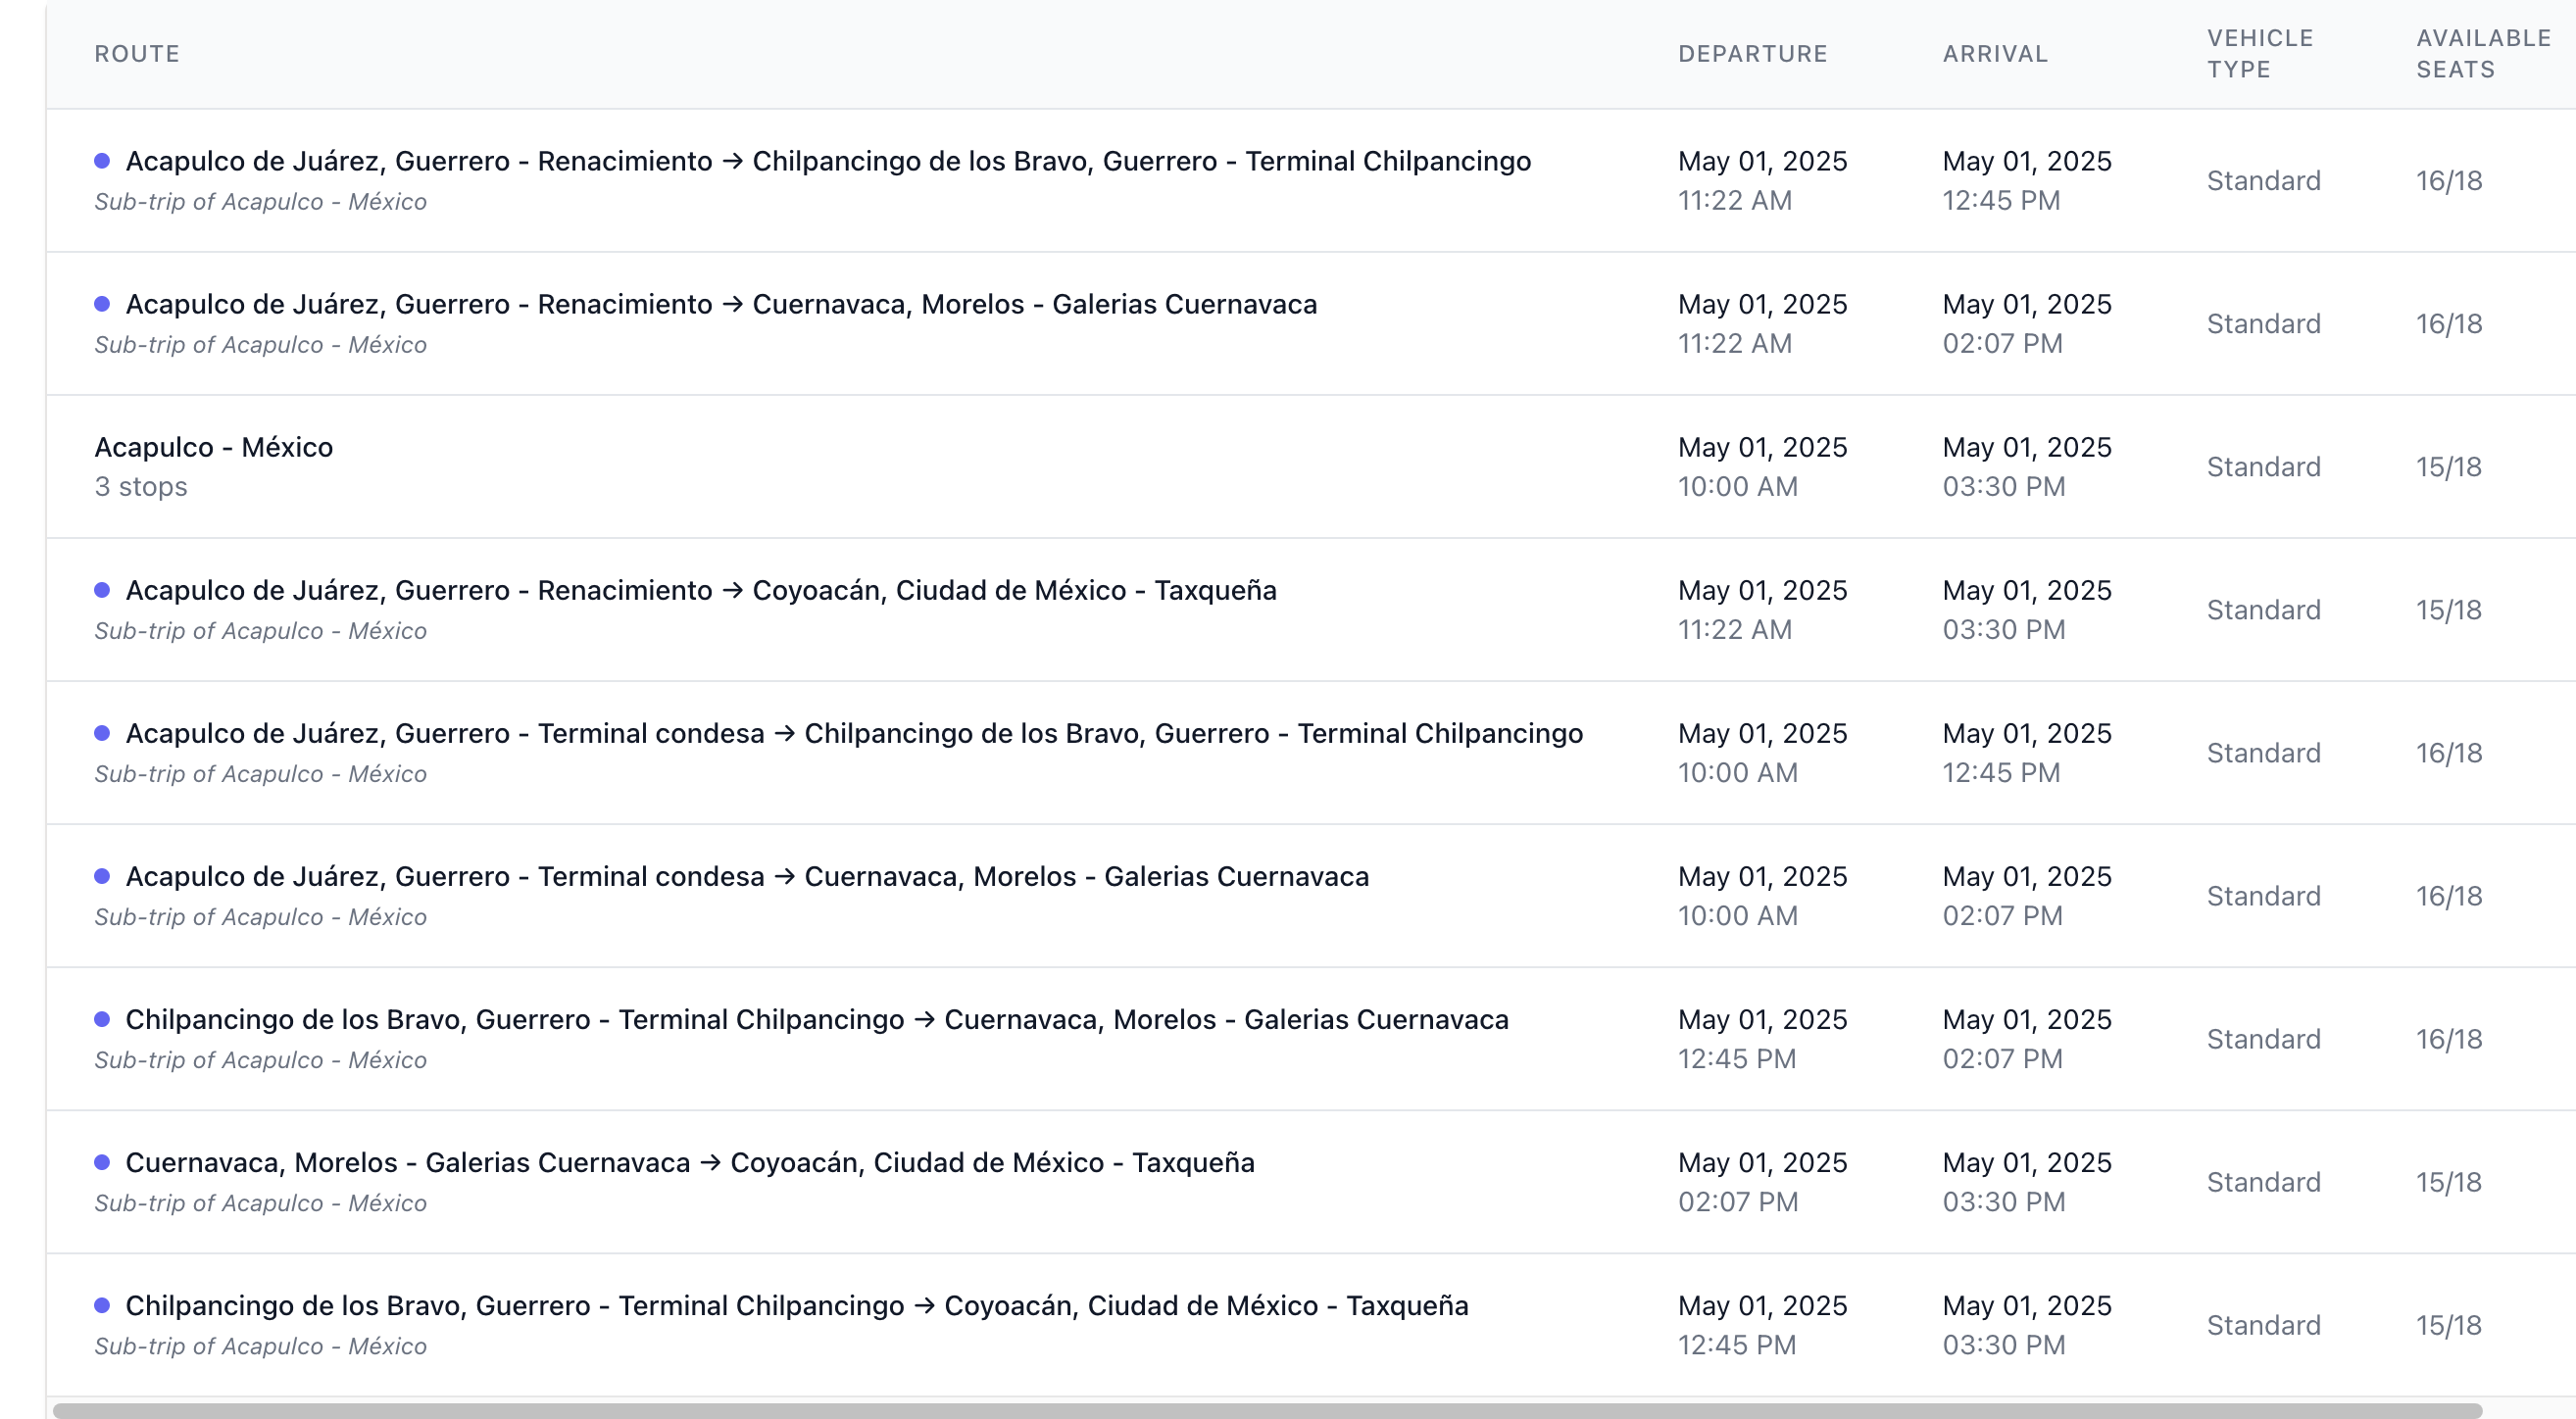 ROUTE
DEPARTURE
ARRIVAL
VEHICLE
TYPE
AVAILABLE
SEATS
Acapulco de Juárez, Guerrero - Renacimiento → Chilpancingo de los Bravo, Guerrero - Terminal Chilpancingo
Sub-trip of Acapulco - México
May 01, 2025
11:22 AM
May 01, 2025
12:45 PM
Standard
16/18
Acapulco de Juárez, Guerrero - Renacimiento → Cuernavaca, Morelos - Galerias Cuernavaca
Sub-trip of Acapulco - México
May 01, 2025
11:22 AM
May 01, 2025
02:07 PM
Standard
16/18
Acapulco - México
3 stops
May 01, 2025
10:00 AM
May 01, 2025
03:30 PM
Standard
15/18
Acapulco de Juárez, Guerrero - Renacimiento → Coyoacán, Ciudad de México - Taxqueña
Sub-trip of Acapulco - México
May 01, 2025
11:22 AM
May 01, 2025
03:30 PM
Standard
15/18
Acapulco de Juárez, Guerrero - Terminal condesa → Chilpancingo de los Bravo, Guerrero - Terminal Chilpancingo
Sub-trip of Acapulco - México
May 01, 2025
10:00 AM
May 01, 2025
12:45 PM
Standard
16/18
Acapulco de Juárez, Guerrero - Terminal condesa → Cuernavaca, Morelos - Galerias Cuernavaca
Sub-trip of Acapulco - México
May 01, 2025
10:00 AM
May 01, 2025
02:07 PM
Standard
16/18
Chilpancingo de los Bravo, Guerrero - Terminal Chilpancingo → Cuernavaca, Morelos - Galerias Cuernavaca
Sub-trip of Acapulco - México
May 01, 2025
12:45 PM
May 01, 2025
02:07 PM
Standard
16/18
Cuernavaca, Morelos - Galerias Cuernavaca → Coyoacán, Ciudad de México - Taxqueña
Sub-trip of Acapulco - México
May 01, 2025
02:07 PM
May 01, 2025
03:30 PM
Standard
15/18
Chilpancingo de los Bravo, Guerrero - Terminal Chilpancingo → Coyoacán, Ciudad de México - Taxqueña
Sub-trip of Acapulco - México
May 01, 2025
12:45 PM
May 01, 2025
03:30 PM
Standard
15/18